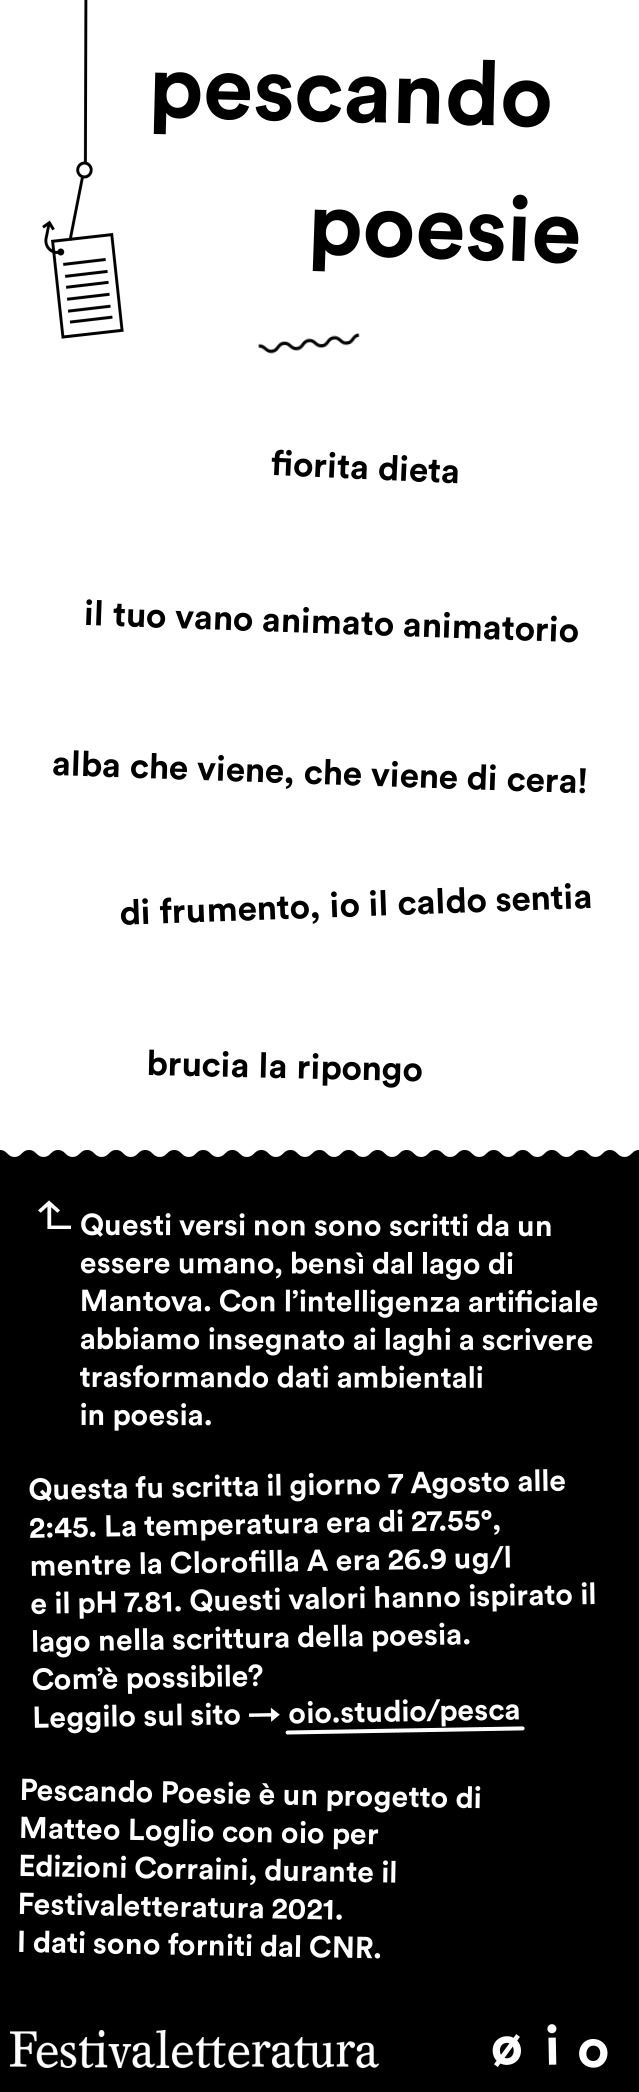 pescando
poesie
fiorita dieta
il tuo vano animato animatorio
alba che viene, che viene di cera!
di frumento, io il caldo sentia
brucia la ripongo
Questi versi non sono scritti da un
essere umano, bensì dal lago di
Mantova. Con l’intelligenza artificiale
abbiamo insegnato ai laghi a scrivere
trasformando dati ambientali
in poesia.
Questa fu scritta il giorno 7 Agosto alle
2:45. La temperatura era di 27.55°,
mentre la Clorofilla A era 26.9 ug/l
e il pH 7.81. Questi valori hanno ispirato il
lago nella scrittura della poesia.
Com’è possibile?
Leggilo sul sito → oio.studio/pesca
Pescando Poesie è un progetto di
Matteo Loglio con oio per
Edizioni Corraini, durante il
Festivaletteratura 2021.
I dati sono forniti dal CNR.
Festivaletteratura øio